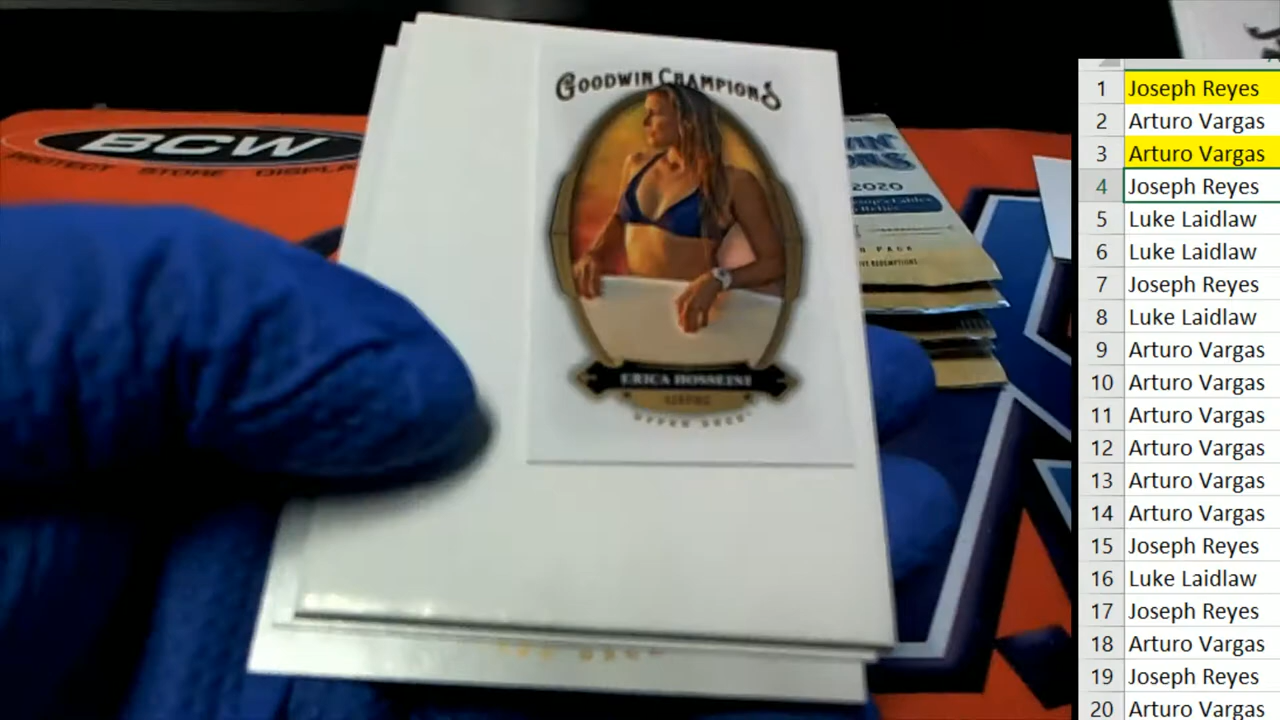 GOODWIN CHAMPIONS
ERICA HOSSEINI
SURFING
UPPER DECK
BCW
PROTECT STORE DISPLAY
2020
PACK
REDEMPTIONS
1 Joseph Reyes
2 Arturo Vargas
3 Arturo Vargas
4 Joseph Reyes
5 Luke Laidlaw
6 Luke Laidlaw
7 Joseph Reyes
8 Luke Laidlaw
9 Arturo Vargas
10 Arturo Vargas
11 Arturo Vargas
12 Arturo Vargas
13 Arturo Vargas
14 Arturo Vargas
15 Joseph Reyes
16 Luke Laidlaw
17 Joseph Reyes
18 Arturo Vargas
19 Joseph Reyes
20 Arturo Vargas